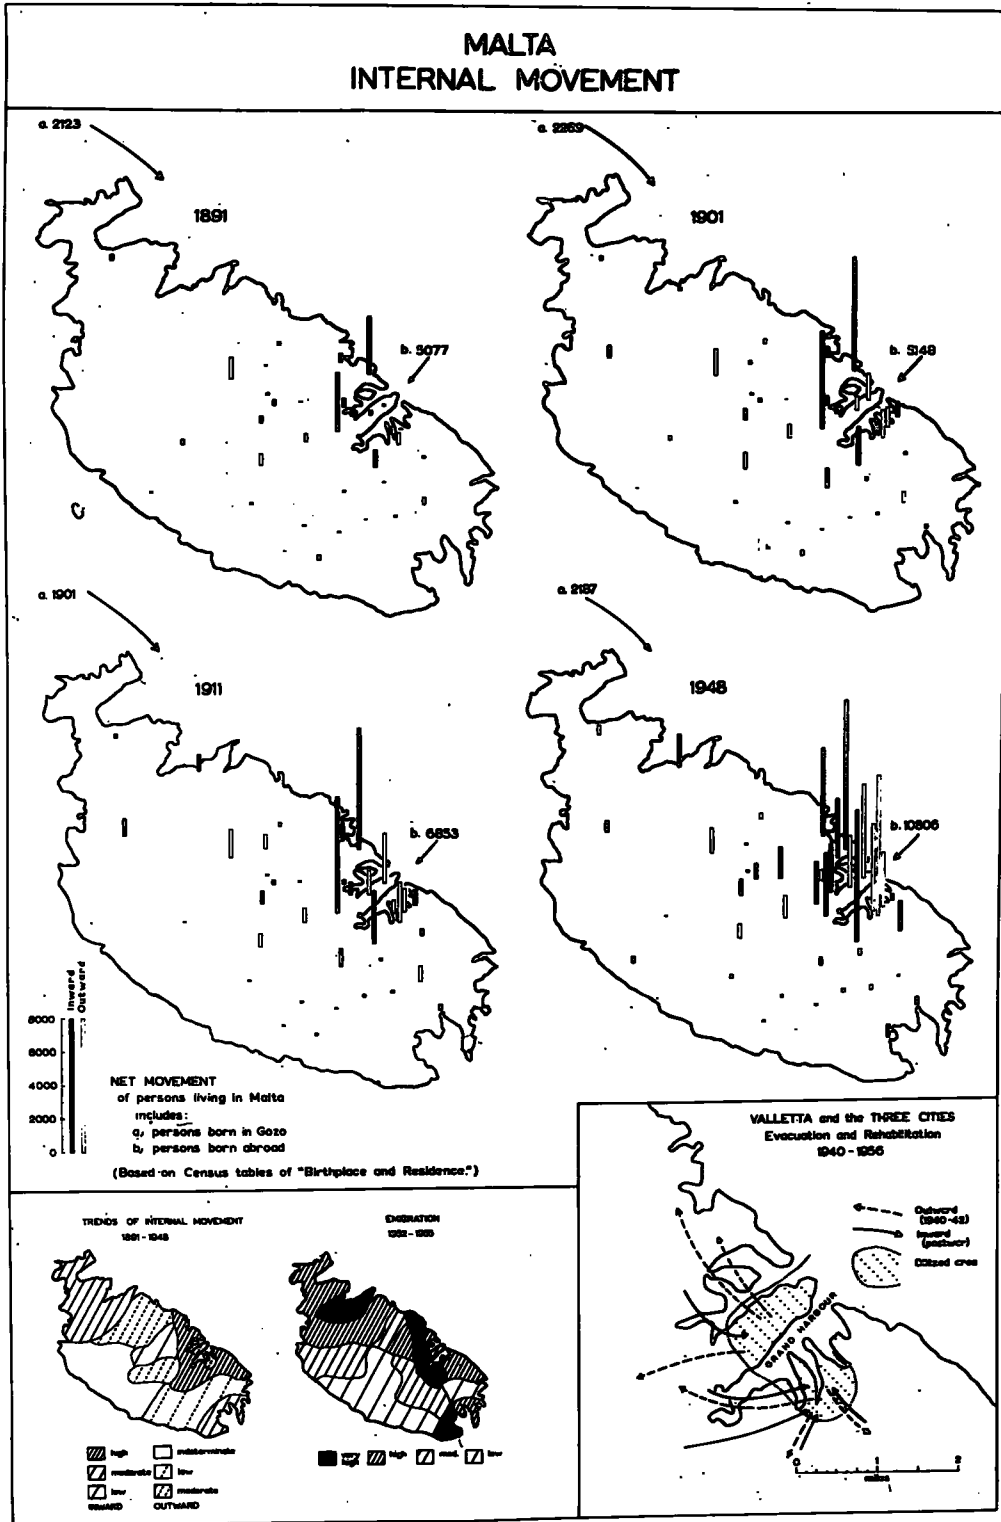 MALTA
INTERNAL MOVEMENT
a. 2123
1891
b. 5077
a. 2269
1901
b. 5148
a. 1901
1911
b. 6853
a. 2187
1948
b. 10806
Inward
Outward
8000
6000
4000
2000
0
NET MOVEMENT
of persons living in Malta
includes:
a, persons born in Gozo
b, persons born abroad
(Based on Census tables of "Birthplace and Residence.")
TRENDS OF INTERNAL MOVEMENT
1891-1948
high
moderate
low
INWARD
indeterminate
low
moderate
OUTWARD
EMIGRATION
very high
high
med.
low
VALLETTA and the THREE CITIES
Evacuation and Rehabilitation
1940-1956
Outward
(1940-42)
Inward
(postwar)
Blitzed area
GRAND HARBOUR
0 1 2
miles